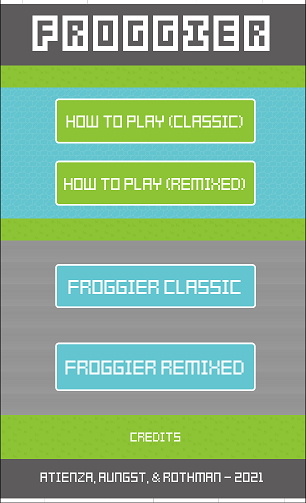 FROGGIER
HOW TO PLAY (CLASSIC)
HOW TO PLAY (REMIXED)
FROGGIER CLASSIC
FROGGIER REMIXED
CREDITS
ATIENZA, AUNGST, & ROTHMAN – 2021